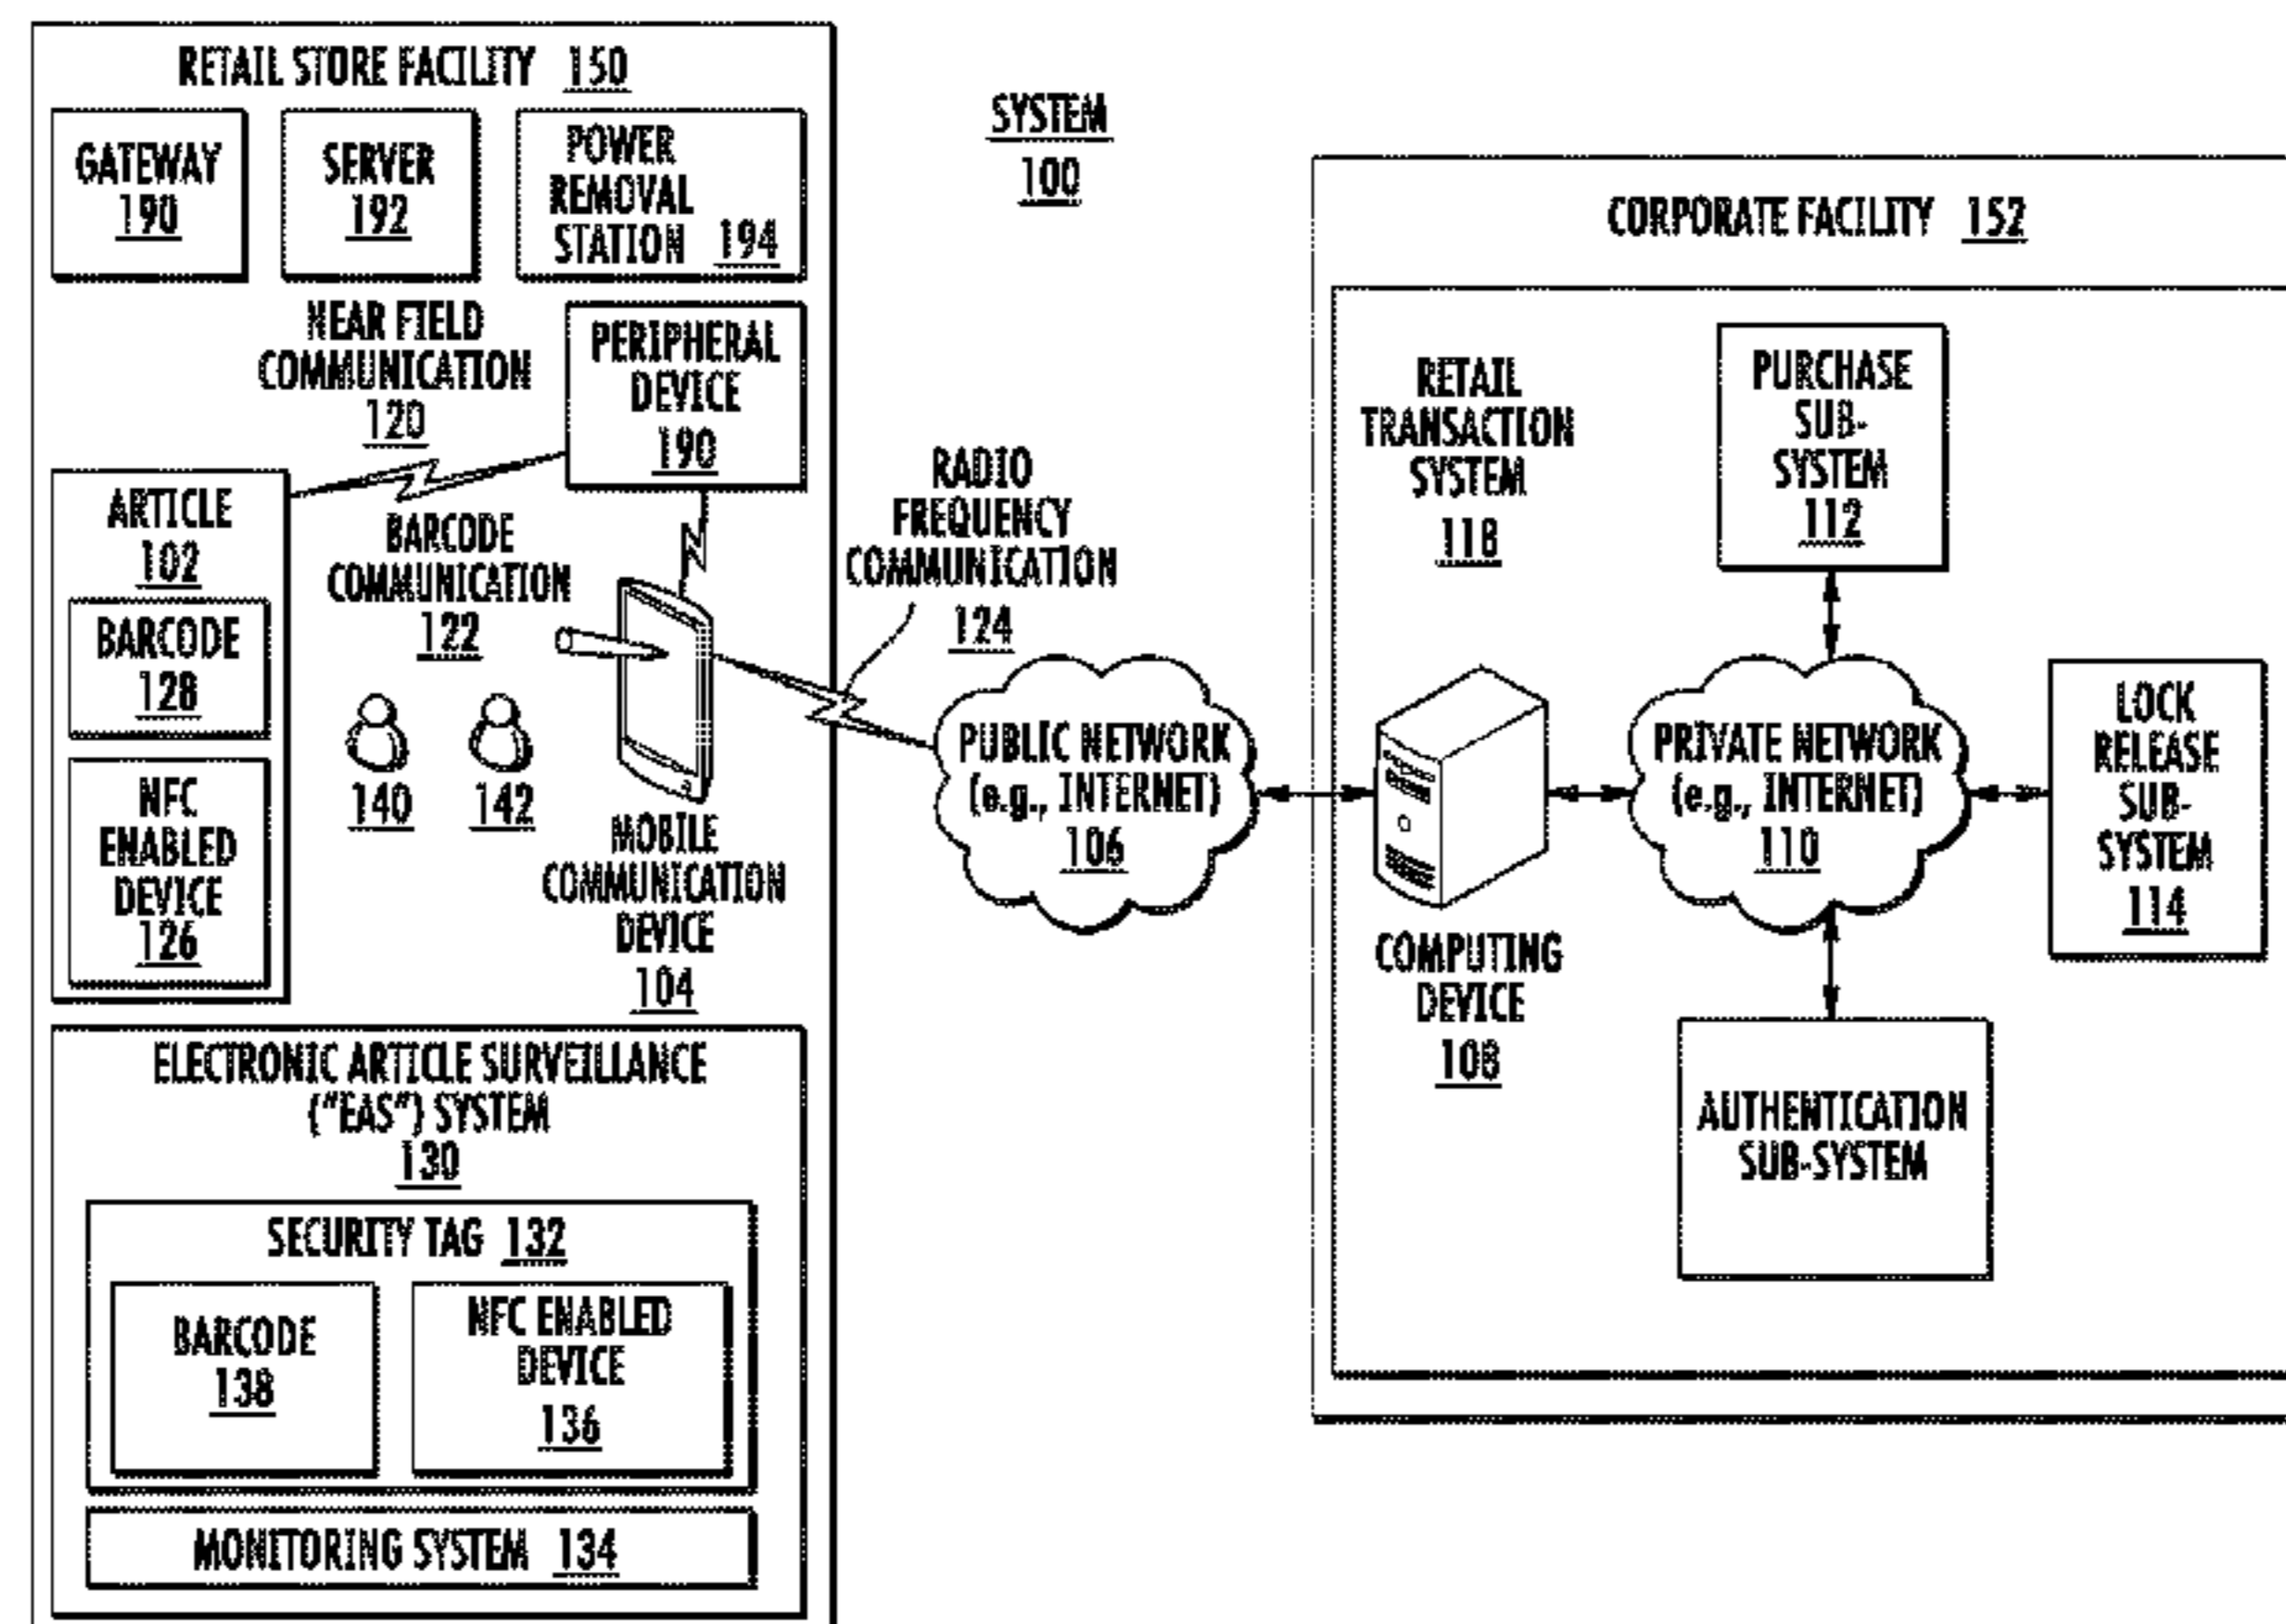 RETAIL STORE FACILITY 150
GATEWAY
190
SERVER
192
POWER
REMOVAL
STATION 194
NEAR FIELD
COMMUNICATION
120
PERIPHERAL
DEVICE
190
ARTICLE
102
BARCODE
128
NFC
ENABLED
DEVICE
126
BARCODE
COMMUNICATION
122
140
142
MOBILE
COMMUNICATION
DEVICE
104
ELECTRONIC ARTICLE SURVEILLANCE
("EAS") SYSTEM
130
SECURITY TAG 132
BARCODE
138
NFC ENABLED
DEVICE
136
MONITORING SYSTEM 134
SYSTEM
100
RADIO
FREQUENCY
COMMUNICATION
124
PUBLIC NETWORK
(e.g., INTERNET)
106
CORPORATE FACILITY 152
RETAIL
TRANSACTION
SYSTEM
118
PURCHASE
SUB-
SYSTEM
112
COMPUTING
DEVICE
108
PRIVATE NETWORK
(e.g., INTERNET)
110
LOCK
RELEASE
SUB-
SYSTEM
114
AUTHENTICATION
SUB-SYSTEM